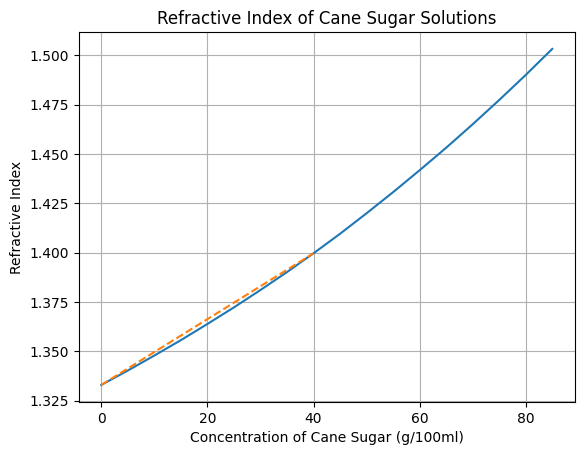 Refractive Index of Cane Sugar Solutions
1.500
1.475
1.450
1.425
1.400
1.375
1.350
1.325
Refractive Index
0 20 40 60 80
Concentration of Cane Sugar (g/100ml)